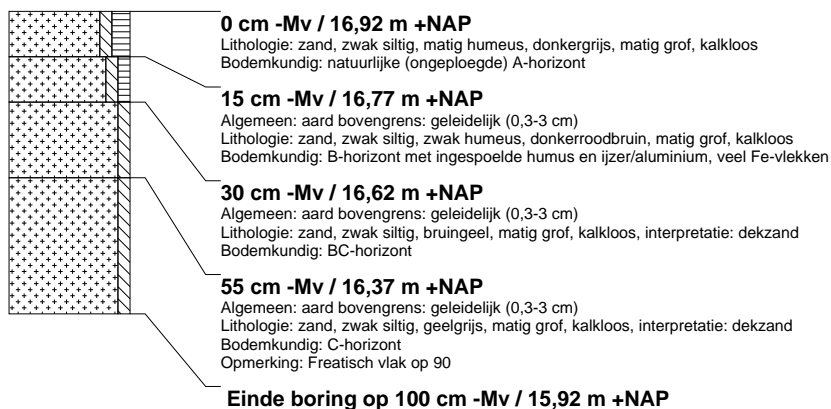 0 cm -Mv / 16,92 m +NAP
Lithologie: zand, zwak siltig, matig humeus, donkergrijs, matig grof, kalkloos
Bodemkundig: natuurlijke (ongeploegde) A-horizont
15 cm -Mv / 16,77 m +NAP
Algemeen: aard bovengrens: geleidelijk (0,3-3 cm)
Lithologie: zand, zwak siltig, zwak humeus, donkerroodbruin, matig grof, kalkloos
Bodemkundig: B-horizont met ingespoelde humus en ijzer/aluminium, veel Fe-vlekken
30 cm -Mv / 16,62 m +NAP
Algemeen: aard bovengrens: geleidelijk (0,3-3 cm)
Lithologie: zand, zwak siltig, bruingeel, matig grof, kalkloos, interpretatie: dekzand
Bodemkundig: BC-horizont
55 cm -Mv / 16,37 m +NAP
Algemeen: aard bovengrens: geleidelijk (0,3-3 cm)
Lithologie: zand, zwak siltig, geelgrijs, matig grof, kalkloos, interpretatie: dekzand
Bodemkundig: C-horizont
Opmerking: Freatisch vlak op 90
Einde boring op 100 cm -Mv / 15,92 m +NAP